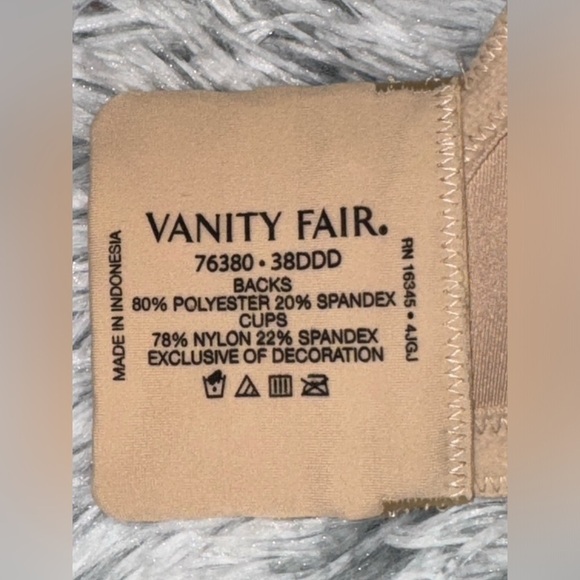 VANITY FAIR.
76380 • 38DDD
BACKS
80% POLYESTER 20% SPANDEX
CUPS
78% NYLON 22% SPANDEX
EXCLUSIVE OF DECORATION
MADE IN INDONESIA
RN 16345 • 4JGJ